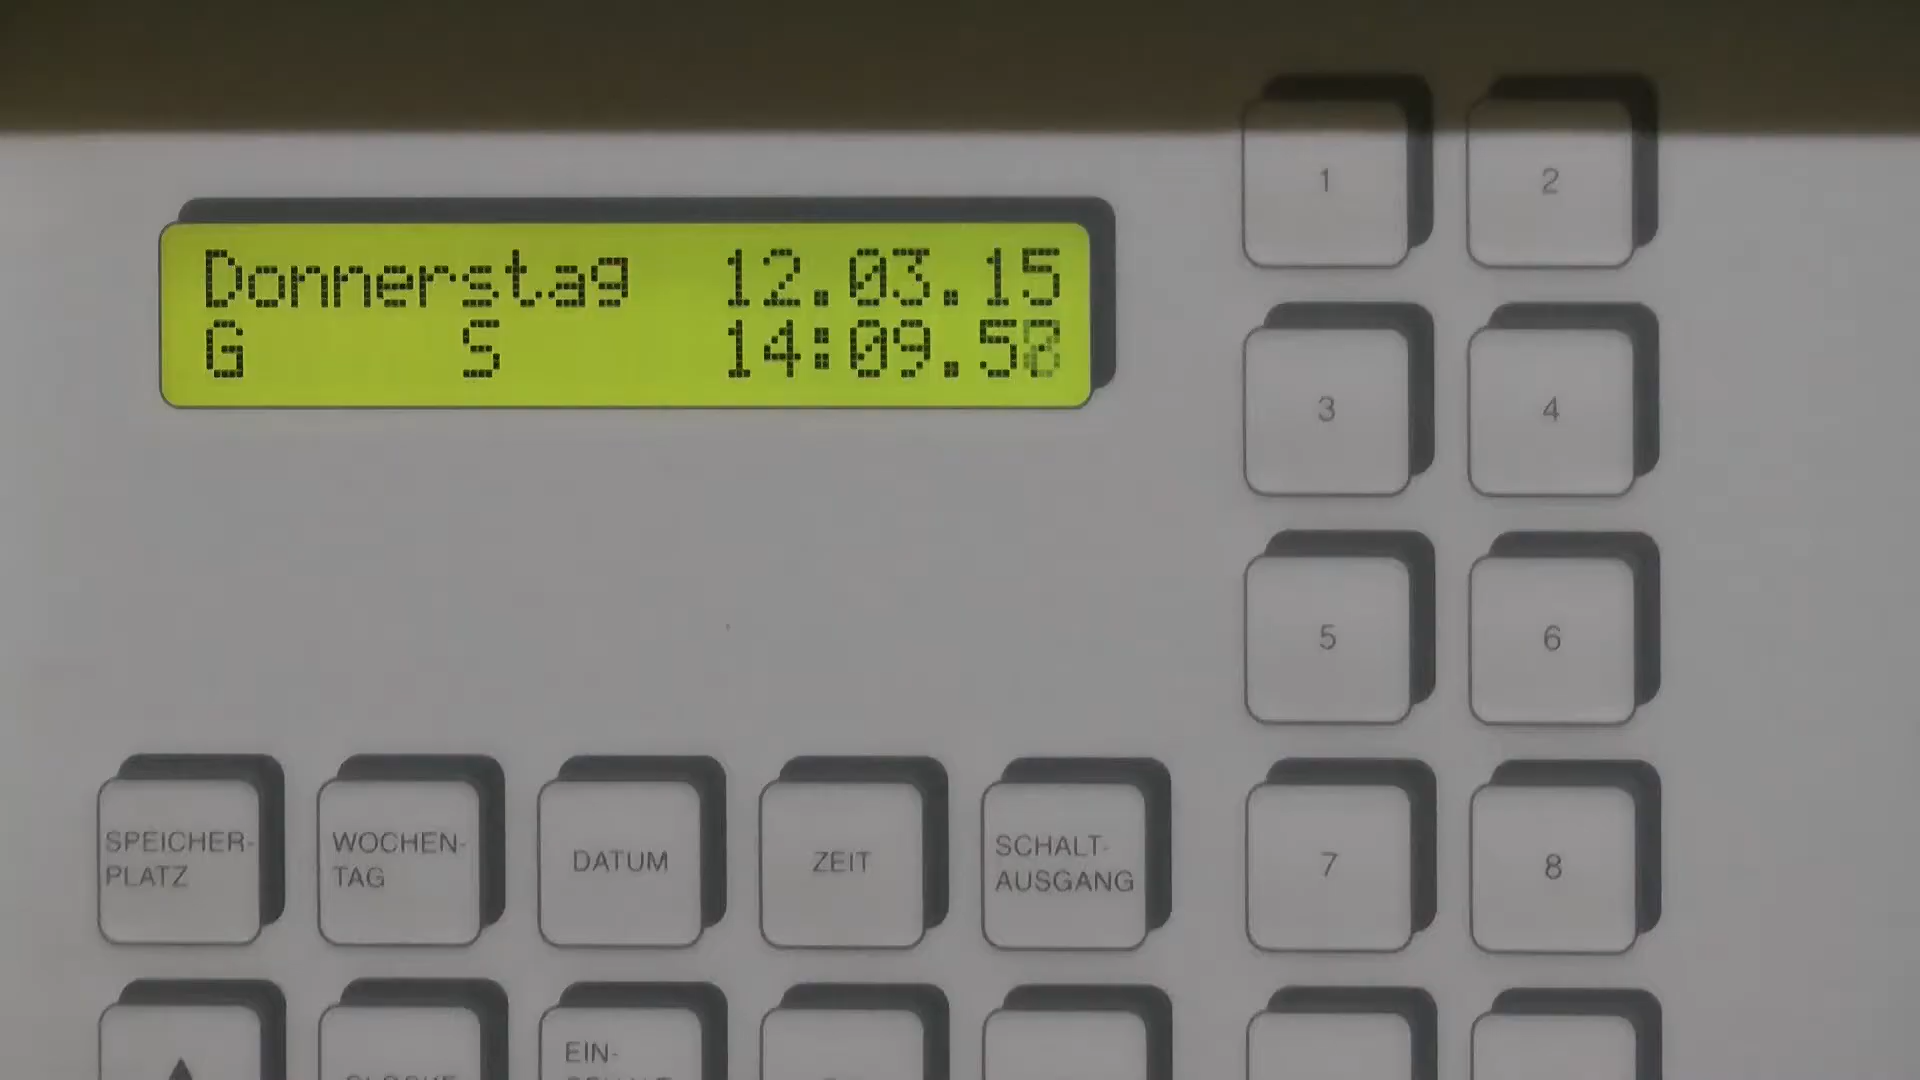 Donnerstag 12.03.15
G S 14:09.5
1 2
3 4
5 6
SPEICHER-
PLATZ
WOCHEN-
TAG
DATUM
ZEIT
SCHALT-
AUSGANG
7 8
EIN-